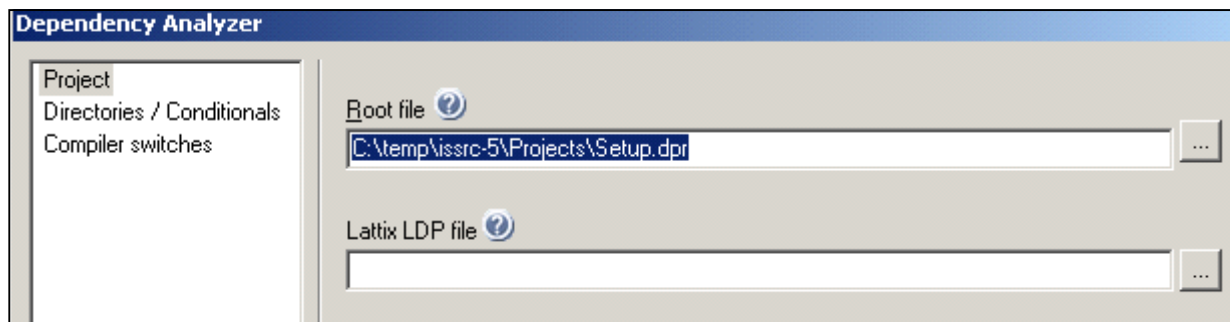 Dependency Analyzer
Project
Directories / Conditionals
Compiler switches
Root file ?
C:\temp\issrc-5\Projects\Setup.dpr
...
Lattix LDP file ?
...